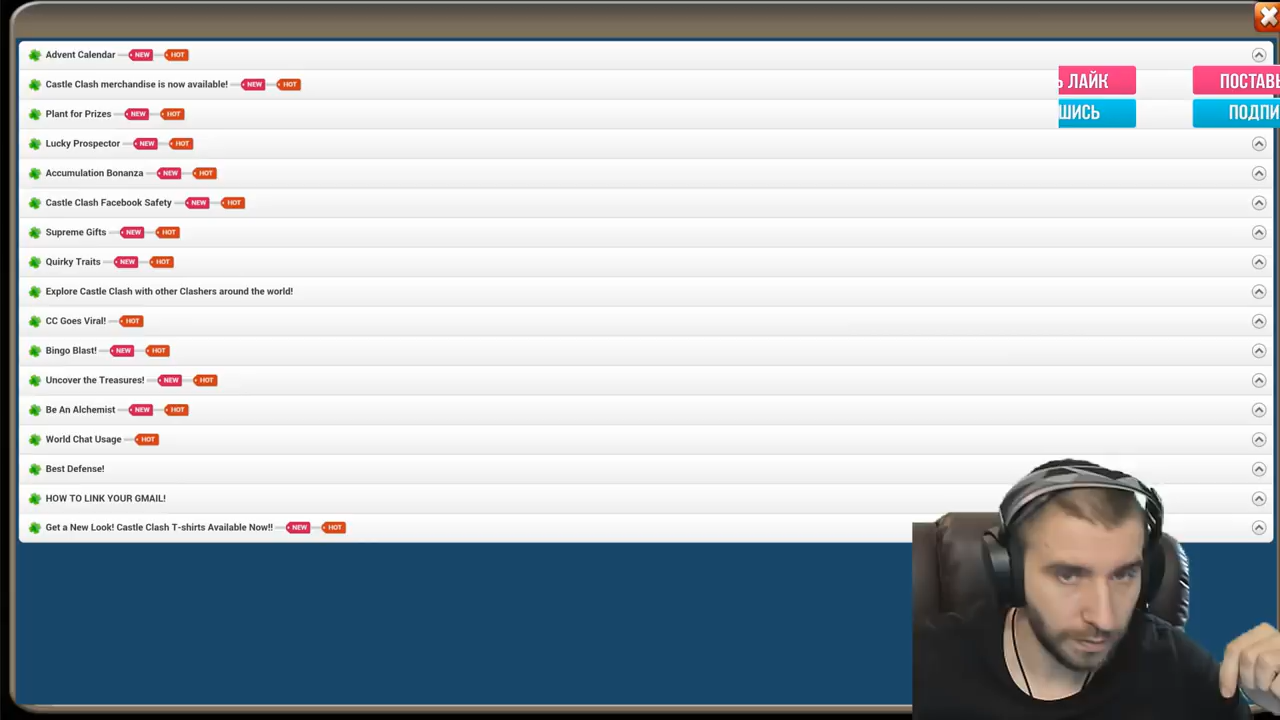 Advent Calendar NEW HOT
Castle Clash merchandise is now available! NEW HOT
Ь ЛАЙК ПОСТАВЬ
Plant for Prizes NEW HOT
ШИСЬ ПОДПИ
Lucky Prospector NEW HOT
Accumulation Bonanza NEW HOT
Castle Clash Facebook Safety NEW HOT
Supreme Gifts NEW HOT
Quirky Traits NEW HOT
Explore Castle Clash with other Clashers around the world!
CC Goes Viral! HOT
Bingo Blast! NEW HOT
Uncover the Treasures! NEW HOT
Be An Alchemist NEW HOT
World Chat Usage HOT
Best Defense!
HOW TO LINK YOUR GMAIL!
Get a New Look! Castle Clash T-shirts Available Now!! NEW HOT